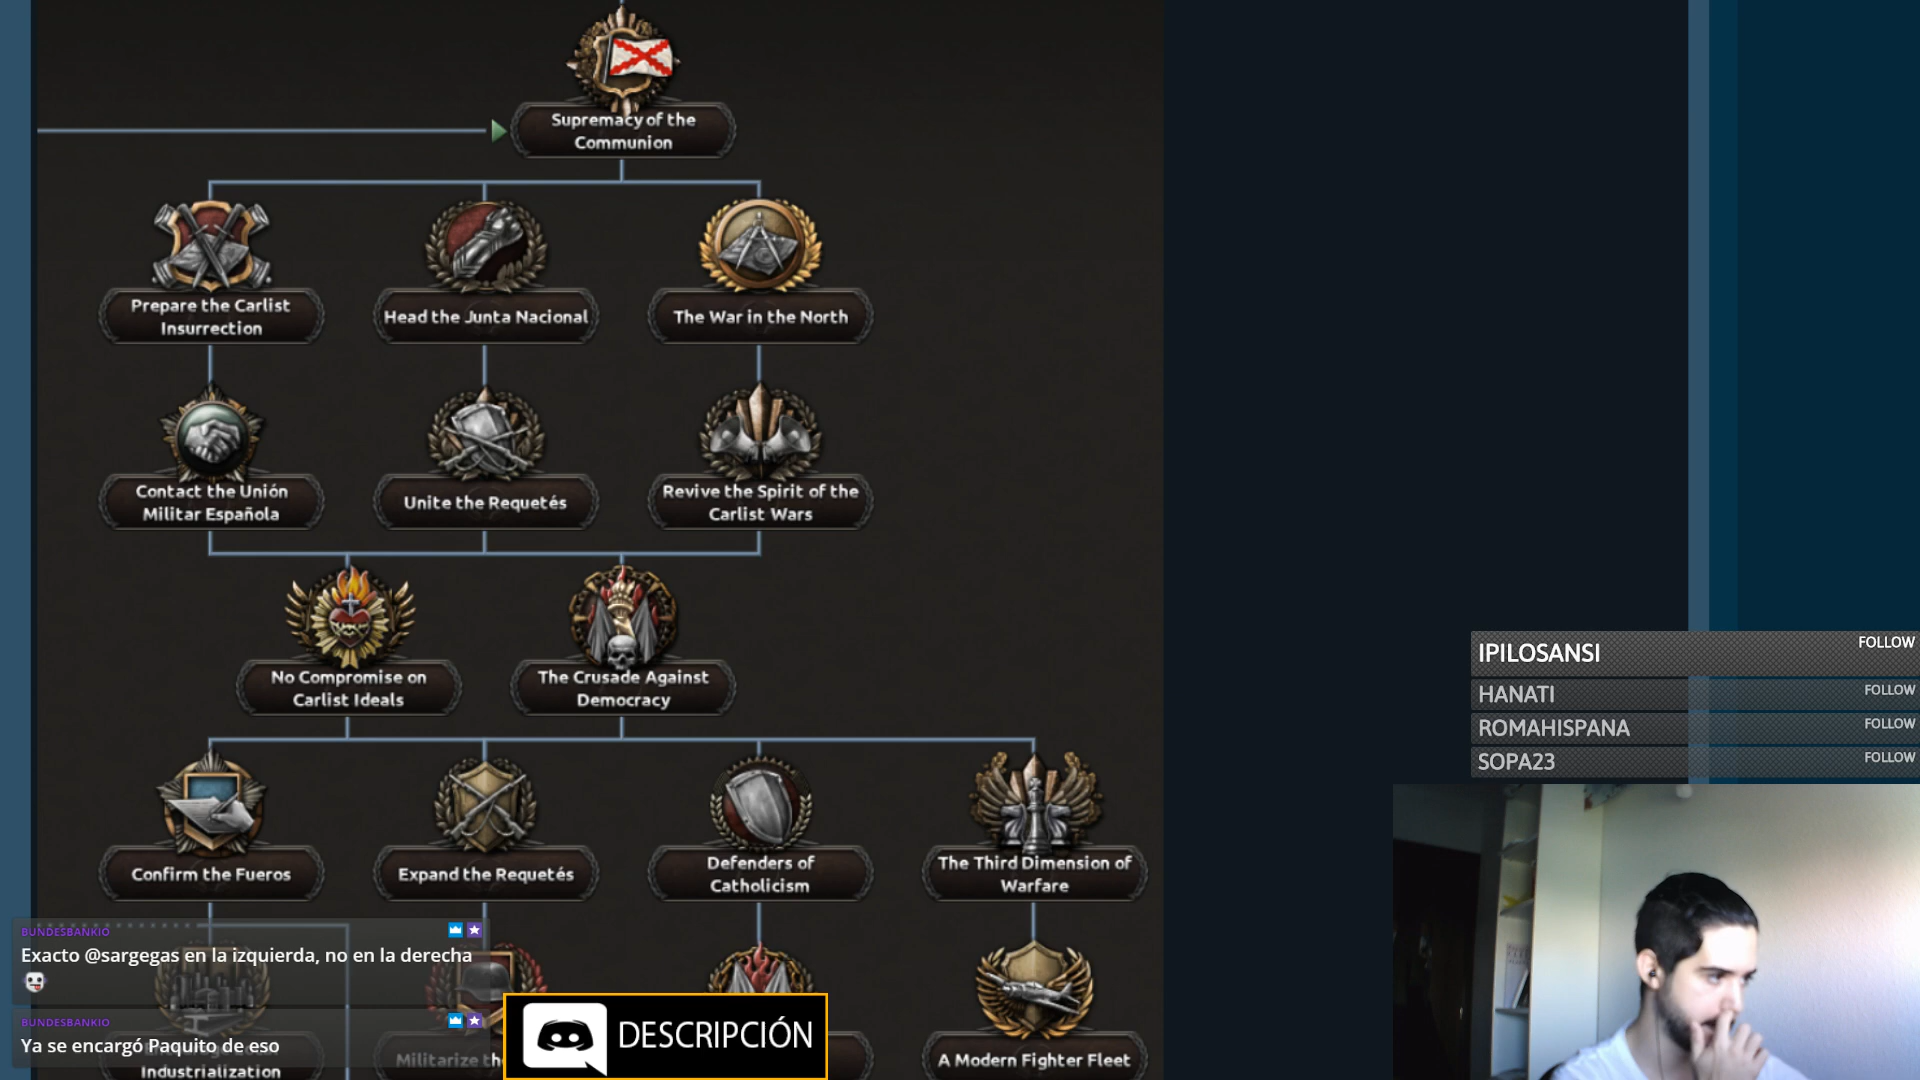 Supremacy of the
Communion
Prepare the Carlist
Insurrection
Head the Junta Nacional
The War in the North
Contact the Unión
Militar Española
Unite the Requetés
Revive the Spirit of the
Carlist Wars
No Compromise on
Carlist Ideals
The Crusade Against
Democracy
Confirm the Fueros
Expand the Requetés
Defenders of
Catholicism
The Third Dimension of
Warfare
Industrialization
Militarize the
A Modern Fighter Fleet
BUNDESBANKIO
Exacto @sargegas en la izquierda, no en la derecha
BUNDESBANKIO
Ya se encargó Paquito de eso
DESCRIPCIÓN
IPILOSANSI FOLLOW
HANATI FOLLOW
ROMAHISPANA FOLLOW
SOPA23 FOLLOW